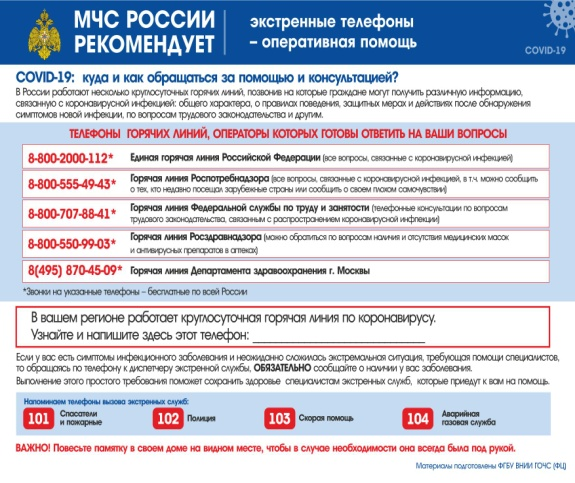 МЧС РОССИИ
РЕКОМЕНДУЕТ
экстренные телефоны
– оперативная помощь
COVID-19
COVID-19: куда и как обращаться за помощью и консультацией?
В России работают несколько круглосуточных горячих линий, позвонив на которые граждане могут получить различную информацию,
связанную с коронавирусной инфекцией: общего характера, о правилах поведения, защитных мерах и действиях после обнаружения
симптомов новой инфекции, по вопросам трудового законодательства и другим.
ТЕЛЕФОНЫ ГОРЯЧИХ ЛИНИЙ, ОПЕРАТОРЫ КОТОРЫХ ГОТОВЫ ОТВЕТИТЬ НА ВАШИ ВОПРОСЫ
8-800-2000-112* Единая горячая линия Российской Федерации (все вопросы, связанные с коронавирусной инфекцией)
8-800-555-49-43* Горячая линия Роспотребнадзора (все вопросы, связанные с коронавирусной инфекцией, в т.ч. можно сообщить
о тех, кто недавно посещал зарубежные страны или сообщить о своем плохом самочувствии)
8-800-707-88-41* Горячая линия Федеральной службы по труду и занятости (телефонные консультации по вопросам
трудового законодательства, связанным с распространением коронавирусной инфекции)
8-800-550-99-03* Горячая линия Росздравнадзора (можно обратиться по вопросам наличия и отсутствия медицинских масок
и антивирусных препаратов в аптеках)
8(495) 870-45-09* Горячая линия Департамента здравоохранения г. Москвы
*Звонки на указанные телефоны – бесплатные по всей России
В вашем регионе работает круглосуточная горячая линия по коронавирусу.
Узнайте и напишите здесь этот телефон: ____________________________
Если у вас есть симптомы инфекционного заболевания и неожиданно сложилась экстремальная ситуация, требующая помощи специалистов,
то обращаясь по телефону к диспетчеру экстренной службы, ОБЯЗАТЕЛЬНО сообщайте о наличии у вас заболевания.
Выполнение этого простого требования поможет сохранить здоровье специалистам экстренных служб, которые приедут к вам на помощь.
Напоминаем телефоны вызова экстренных служб:
101 Спасатели и пожарные
102 Полиция
103 Скорая помощь
104 Аварийная газовая служба
ВАЖНО! Повесьте памятку в своем доме на видном месте, чтобы в случае необходимости она всегда была под рукой.
Материалы подготовлены ФГБУ ВНИИ ГОЧС (ФЦ)